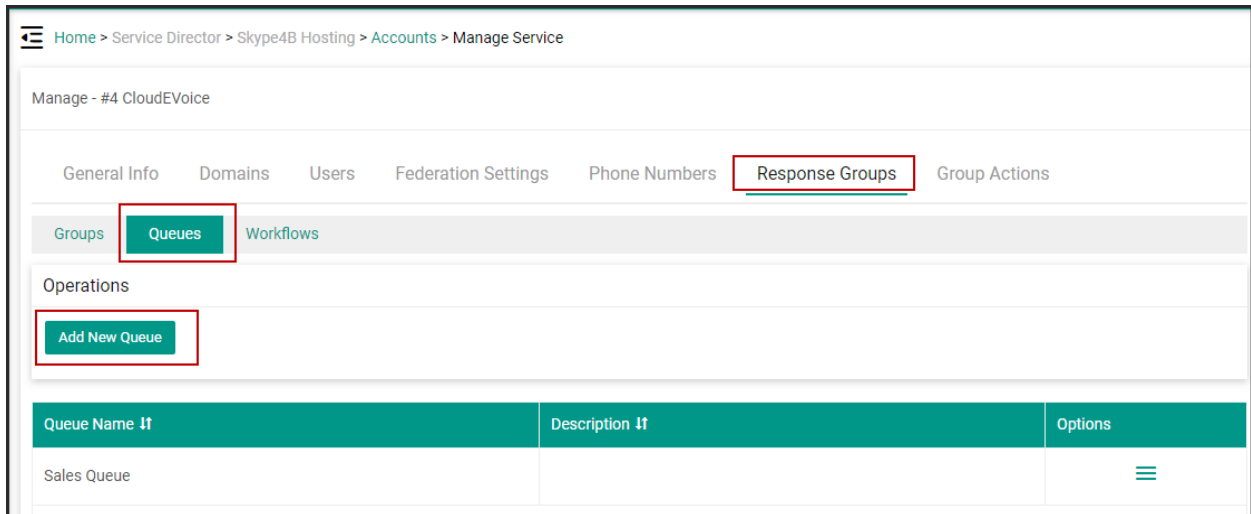 Home > Service Director > Skype4B Hosting > Accounts > Manage Service
Manage - #4 CloudEVoice
General Info Domains Users Federation Settings Phone Numbers Response Groups Group Actions
Groups Queues Workflows
Operations
Add New Queue
Queue Name Description Options
Sales Queue